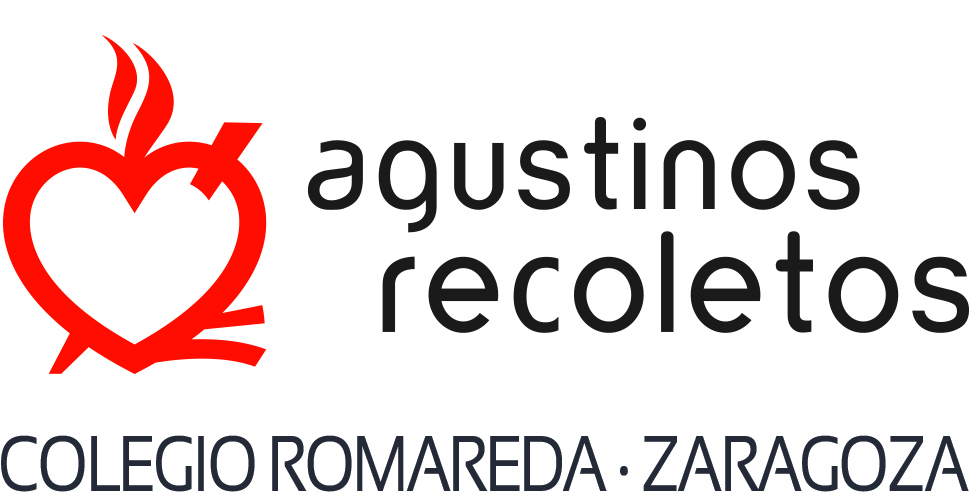 agustinos
recoletos
COLEGIO ROMAREDA · ZARAGOZA